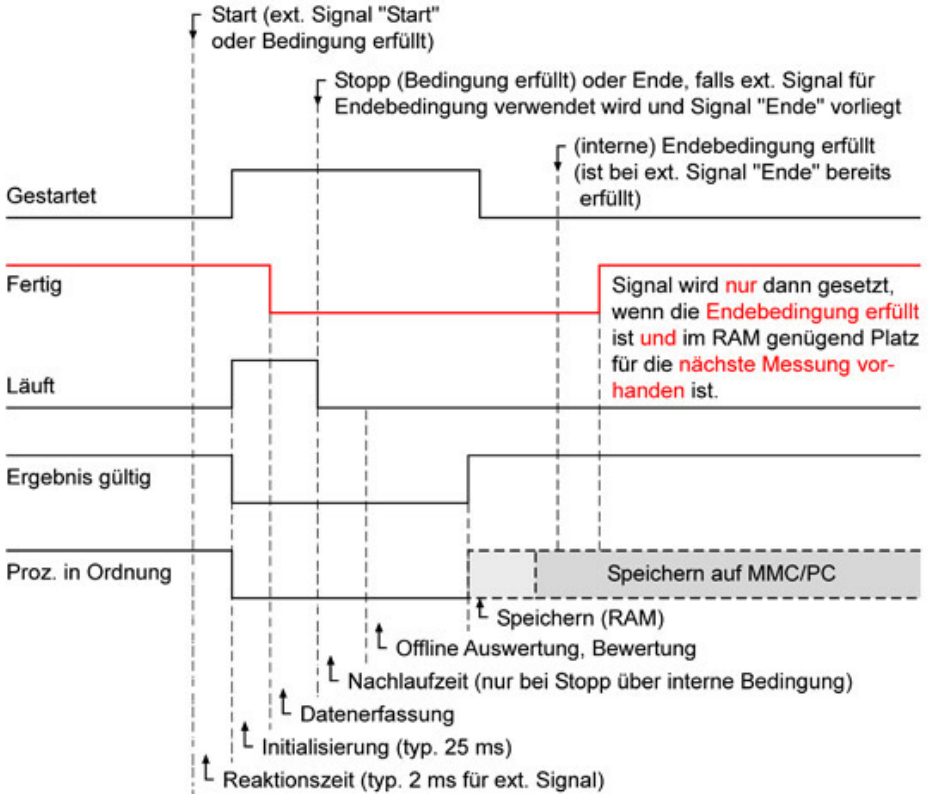 Start (ext. Signal "Start"
oder Bedingung erfüllt)
Stopp (Bedingung erfüllt) oder Ende, falls ext. Signal für
Endebedingung verwendet wird und Signal "Ende" vorliegt
(interne) Endebedingung erfüllt
(ist bei ext. Signal "Ende" bereits
erfüllt)
Gestartet
Fertig
Signal wird nur dann gesetzt,
wenn die Endebedingung erfüllt
ist und im RAM genügend Platz
für die nächste Messung vor-
handen ist.
Läuft
Ergebnis gültig
Proz. in Ordnung
Speichern auf MMC/PC
Speichern (RAM)
Offline Auswertung, Bewertung
Nachlaufzeit (nur bei Stopp über interne Bedingung)
Datenerfassung
Initialisierung (typ. 25 ms)
Reaktionszeit (typ. 2 ms für ext. Signal)